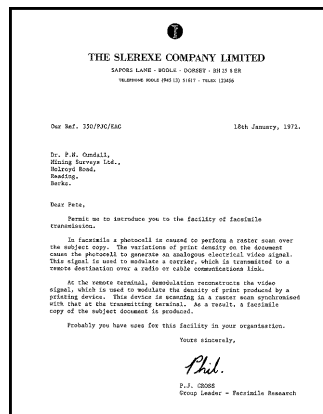 THE SLEREXE COMPANY LIMITED
SAPORS LANE - BOOLE - DORSET - BH 25 8 ER
TELEPHONE BOOLE (945 13) 51617 - TELEX 123456
Our Ref. 350/PJC/EAC 18th January, 1972.
Dr. P.N. Cundall,
Mining Surveys Ltd.,
Holroyd Road,
Reading,
Berks.
Dear Pete,
Permit me to introduce you to the facility of facsimile
transmission.
In facsimile a photocell is caused to perform a raster scan over
the subject copy. The variations of print density on the document
cause the photocell to generate an analogous electrical video signal.
This signal is used to modulate a carrier, which is transmitted to a
remote destination over a radio or cable communications link.
At the remote terminal, demodulation reconstructs the video
signal, which is used to modulate the density of print produced by a
printing device. This device is scanning in a raster scan synchronised
with that at the transmitting terminal. As a result, a facsimile
copy of the subject document is produced.
Probably you have uses for this facility in your organisation.
Yours sincerely,
Phil.
P.J. CROSS
Group Leader - Facsimile Research